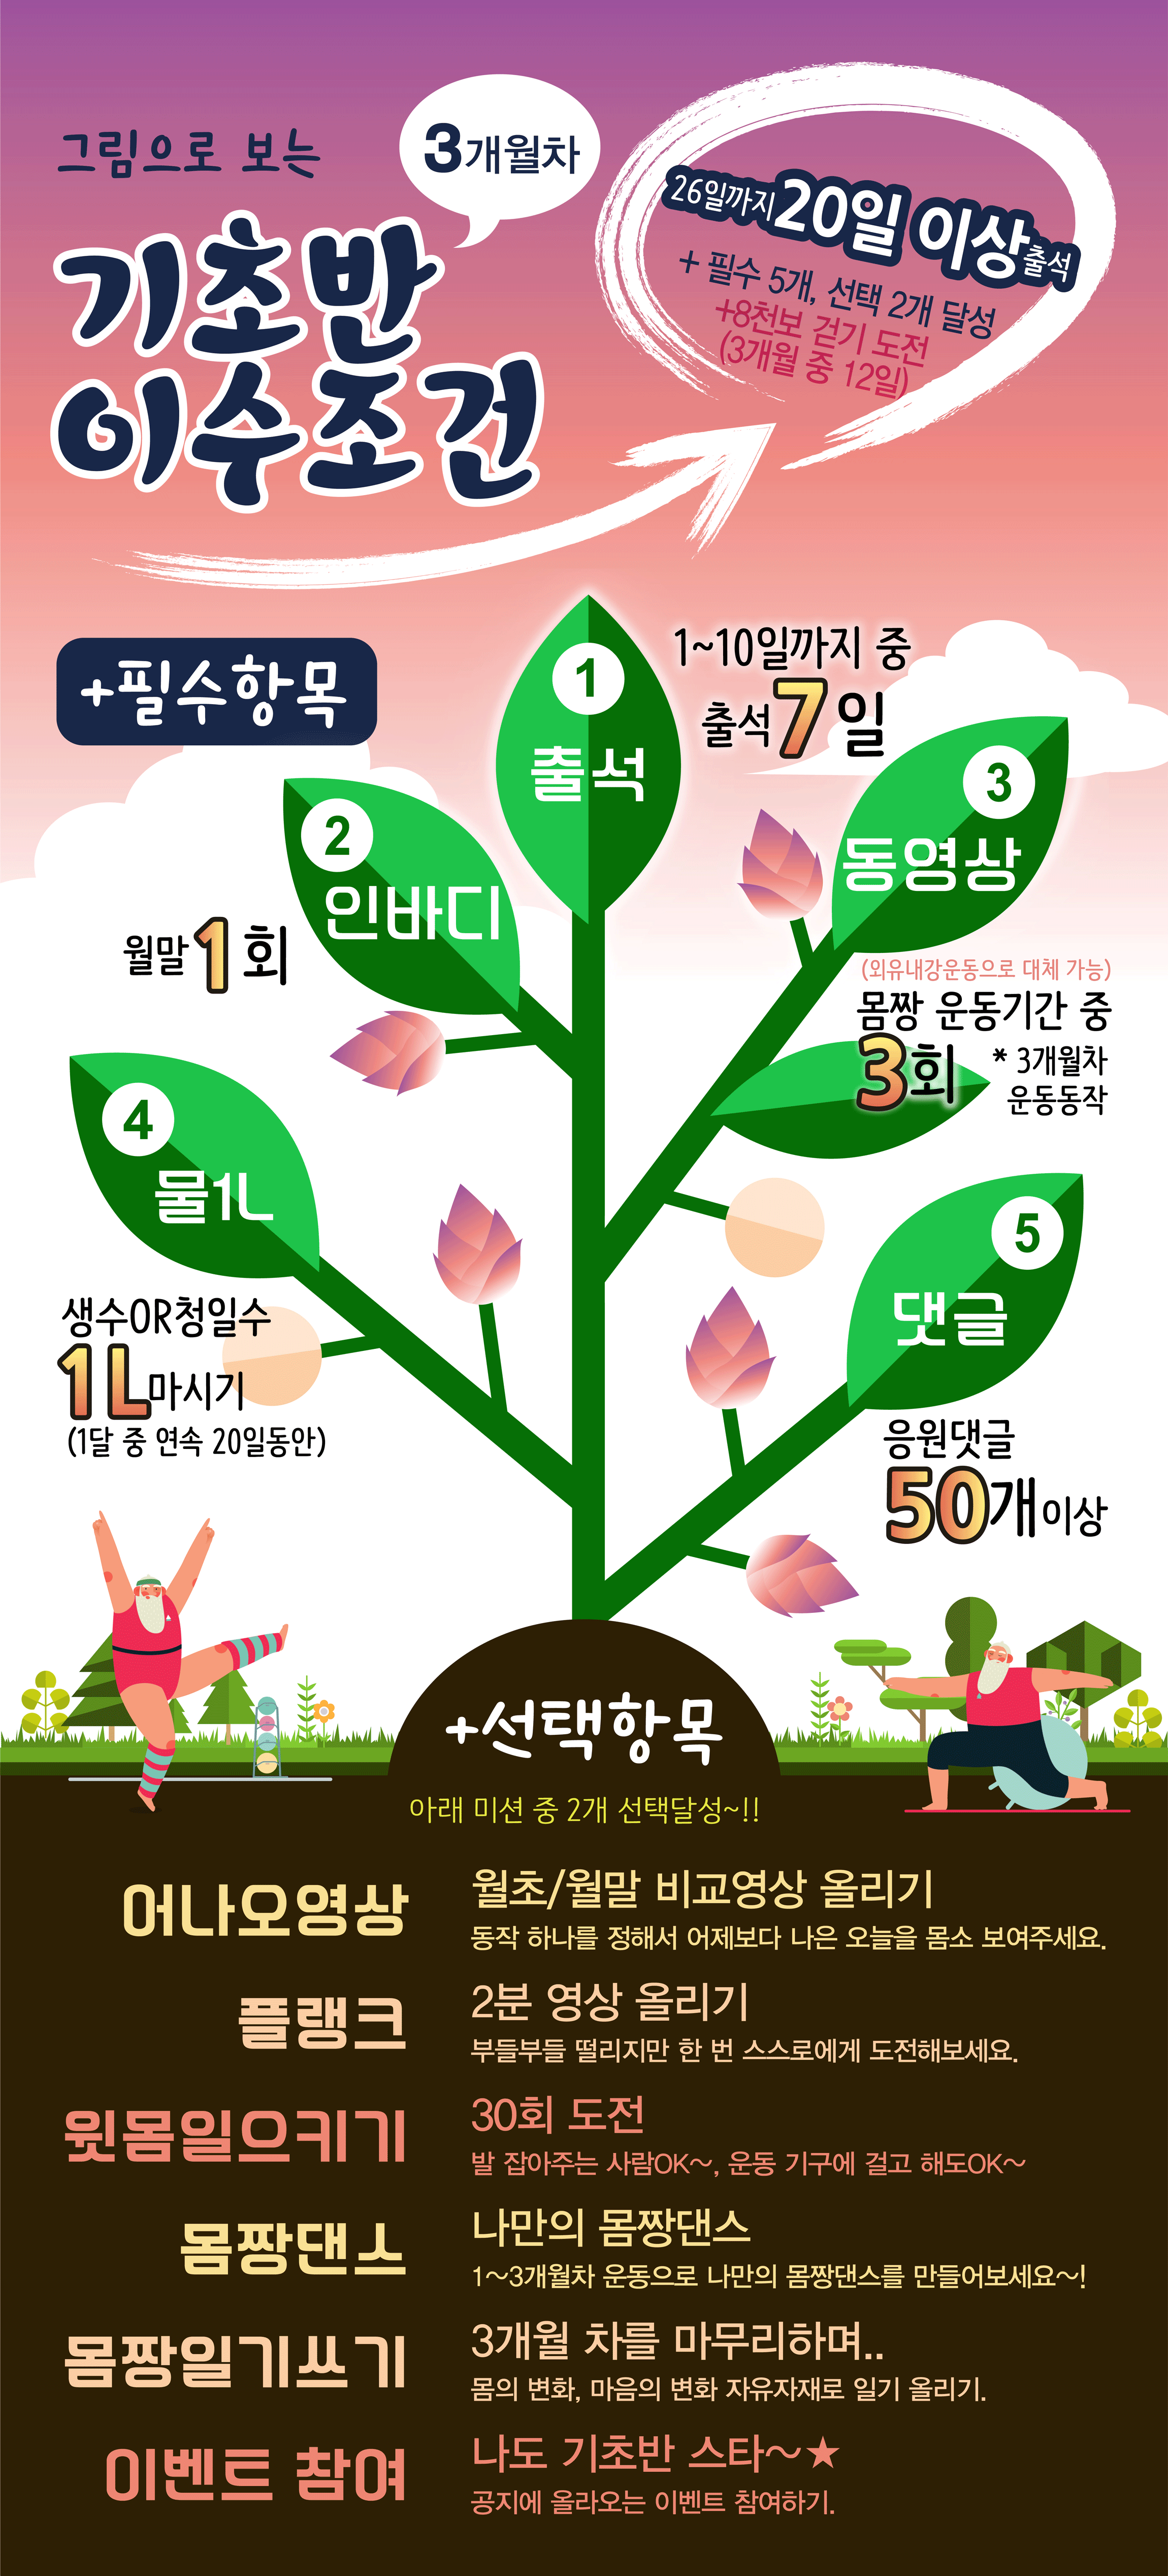 그림으로 보는
3개월차
기초반
이수조건
26일까지 20일 이상 출석
+ 필수 5개, 선택 2개 달성
+8천보 걷기 도전
(3개월 중 12일)
+필수항목
1
출석
1~10일까지 중
출석 7일
2
인바디
월말 1회
3
동영상
(외유내강운동으로 대체 가능)
몸짱 운동기간 중
3회
* 3개월차
운동동작
4
물1L
생수OR청일수
1L마시기
(1달 중 연속 20일동안)
5
댓글
응원댓글
50개이상
+선택항목
아래 미션 중 2개 선택달성~!!
어나오영상
월초/월말 비교영상 올리기
동작 하나를 정해서 어제보다 나은 오늘을 몸소 보여주세요.
플랭크
2분 영상 올리기
부들부들 떨리지만 한 번 스스로에게 도전해보세요.
윗몸일으키기
30회 도전
발 잡아주는 사람OK~, 운동 기구에 걸고 해도OK~
몸짱댄스
나만의 몸짱댄스
1~3개월차 운동으로 나만의 몸짱댄스를 만들어보세요~!
몸짱일기쓰기
3개월 차를 마무리하며..
몸의 변화, 마음의 변화 자유자재로 일기 올리기.
이벤트 참여
나도 기초반 스타~★
공지에 올라오는 이벤트 참여하기.